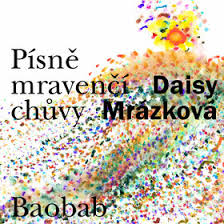 Písně
mravenčí Daisy
chůvy Mrázková
Baobab